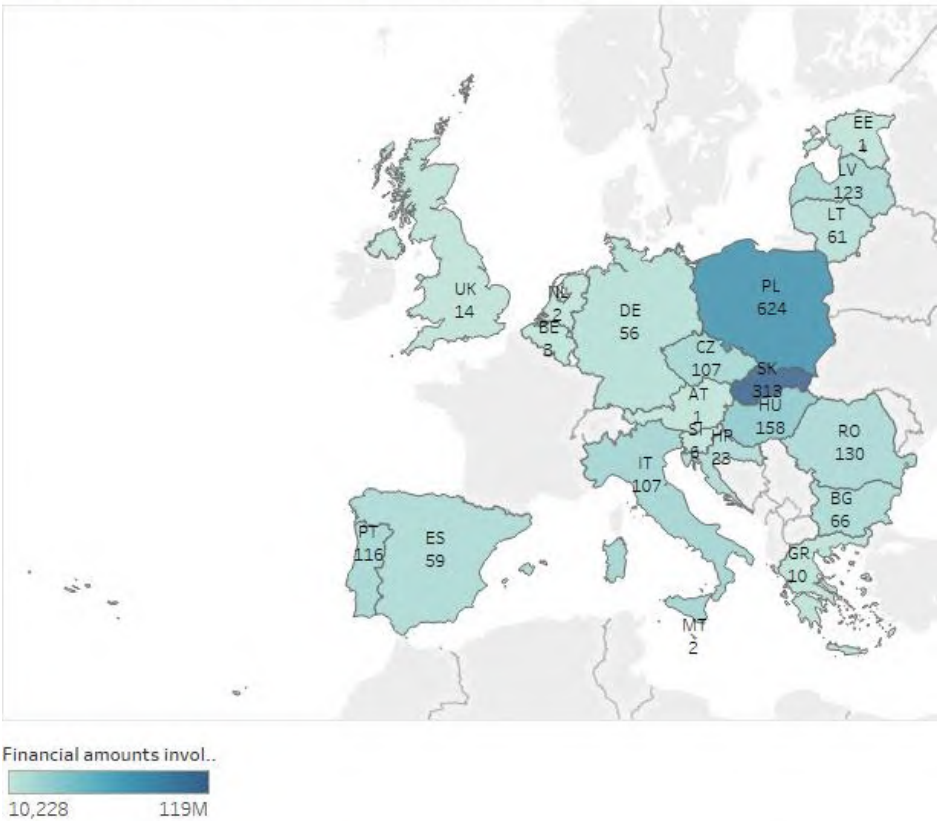 EE
1
LV
123
LT
61
UK
14
NL
2
BE
3
DE
56
PL
624
CZ
107
SK
313
AT
1
HU
158
SI
6
HR
23
RO
130
IT
107
BG
66
PT
116
ES
59
GR
10
MT
2
Financial amounts invol..
10,228 119M